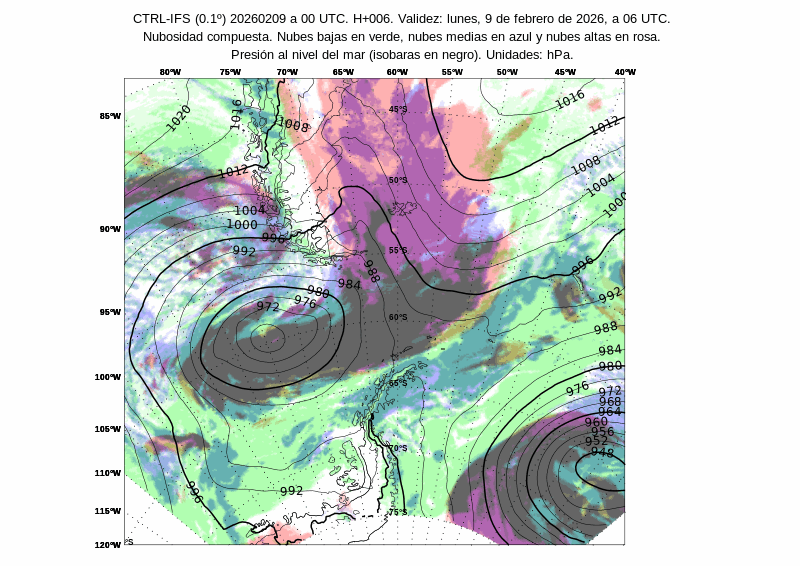 CTRL-IFS (0.1º) 20260209 a 00 UTC. H+006. Validez: lunes, 9 de febrero de 2026, a 06 UTC.
Nubosidad compuesta. Nubes bajas en verde, nubes medias en azul y nubes altas en rosa.
Presión al nivel del mar (isobaras en negro). Unidades: hPa.
80ºW 75ºW 70ºW 65ºW 60ºW 55ºW 50ºW 45ºW 40ºW
1016
1020
1016
45ºS
85ºW
1008
1012
1008
1012
50ºS
1004
1000
1004
1000
90ºW
996
992
55ºS
996
988
984
980
976
992
972
95ºW
60ºS
988
984
980
100ºW
65ºS
976
972
968
964
960
105ºW
956
952
70ºS
948
110ºW
996
992
115ºW
75ºS
120ºW
ºS